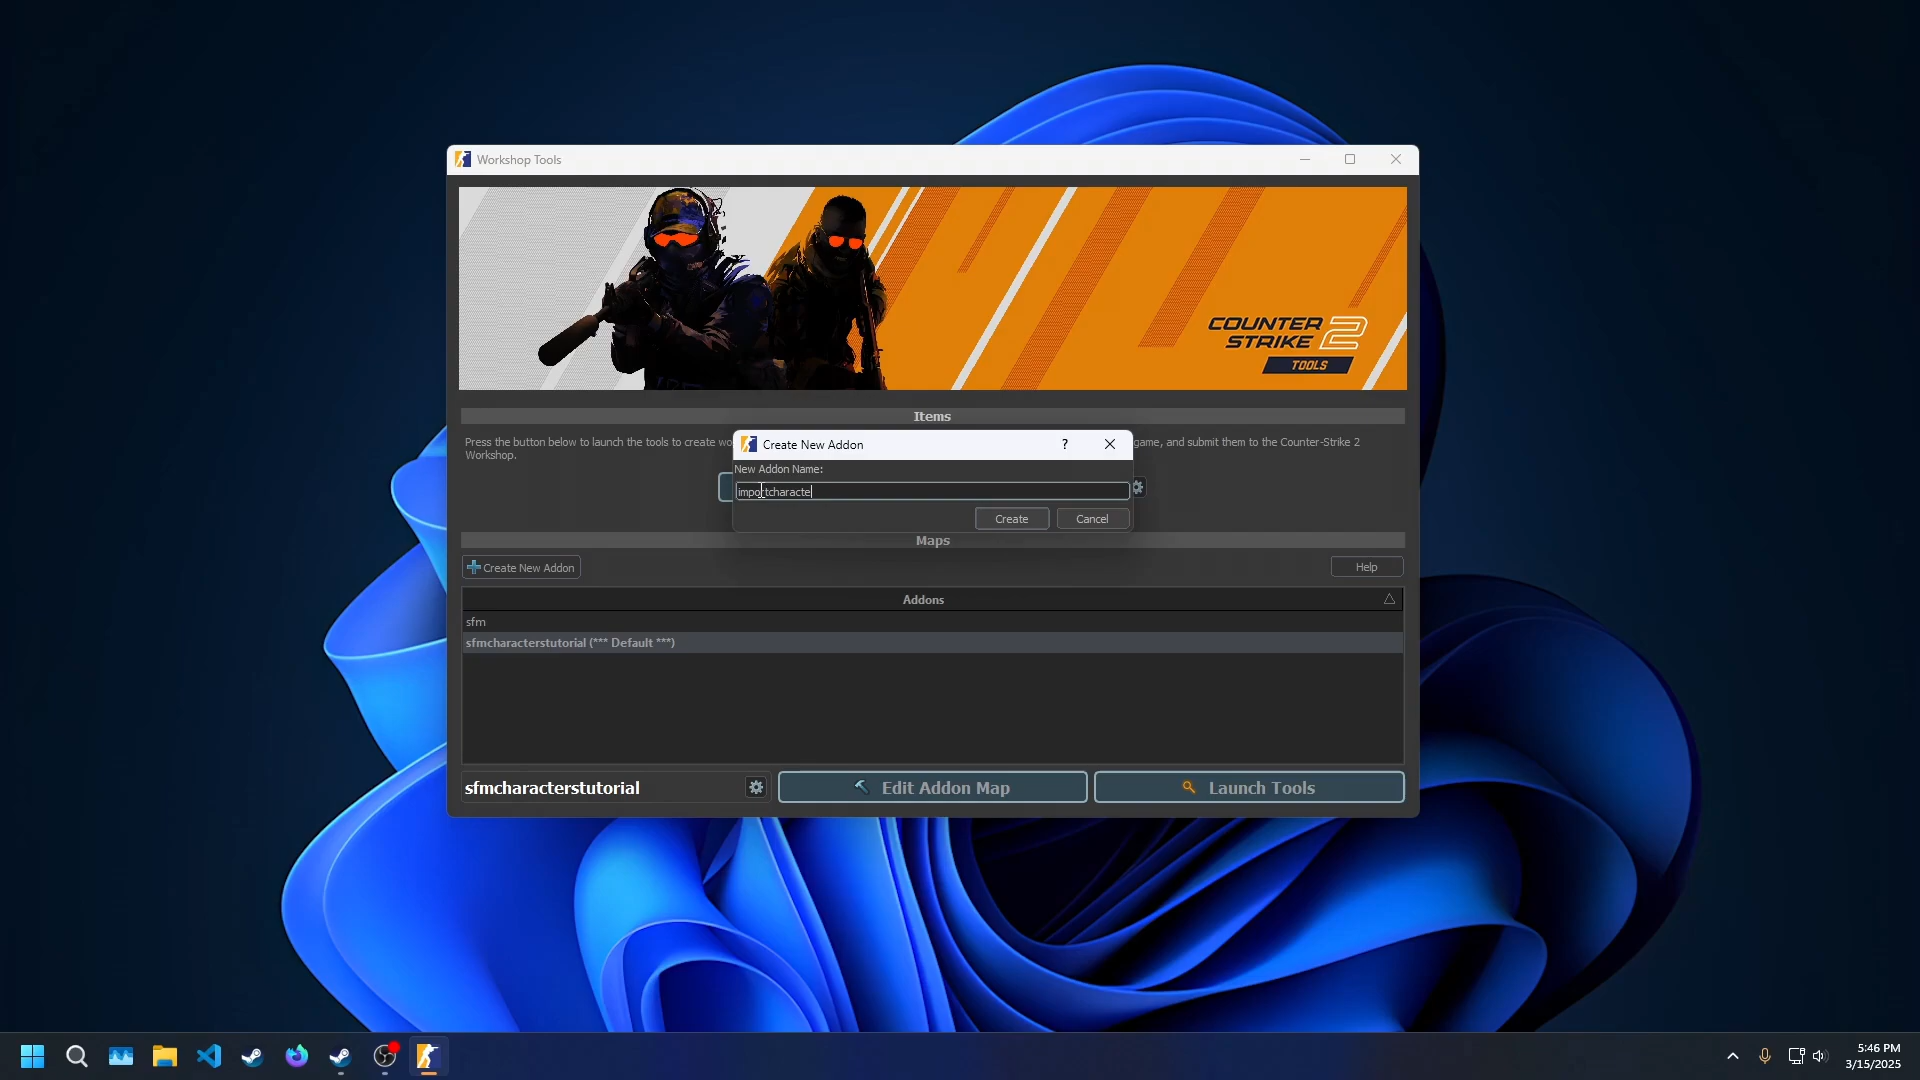 Workshop Tools
COUNTER
STRIKE 2
TOOLS
Items
Press the button below to launch the tools to create wo
game, and submit them to the Counter-Strike 2
Workshop.
Create New Addon
?
New Addon Name:
importcharacte
Create
Cancel
Maps
Create New Addon
Help
Addons
sfm
sfmcharacterstutorial (*** Default ***)
sfmcharacterstutorial
Edit Addon Map
Launch Tools
5:46 PM
3/15/2025